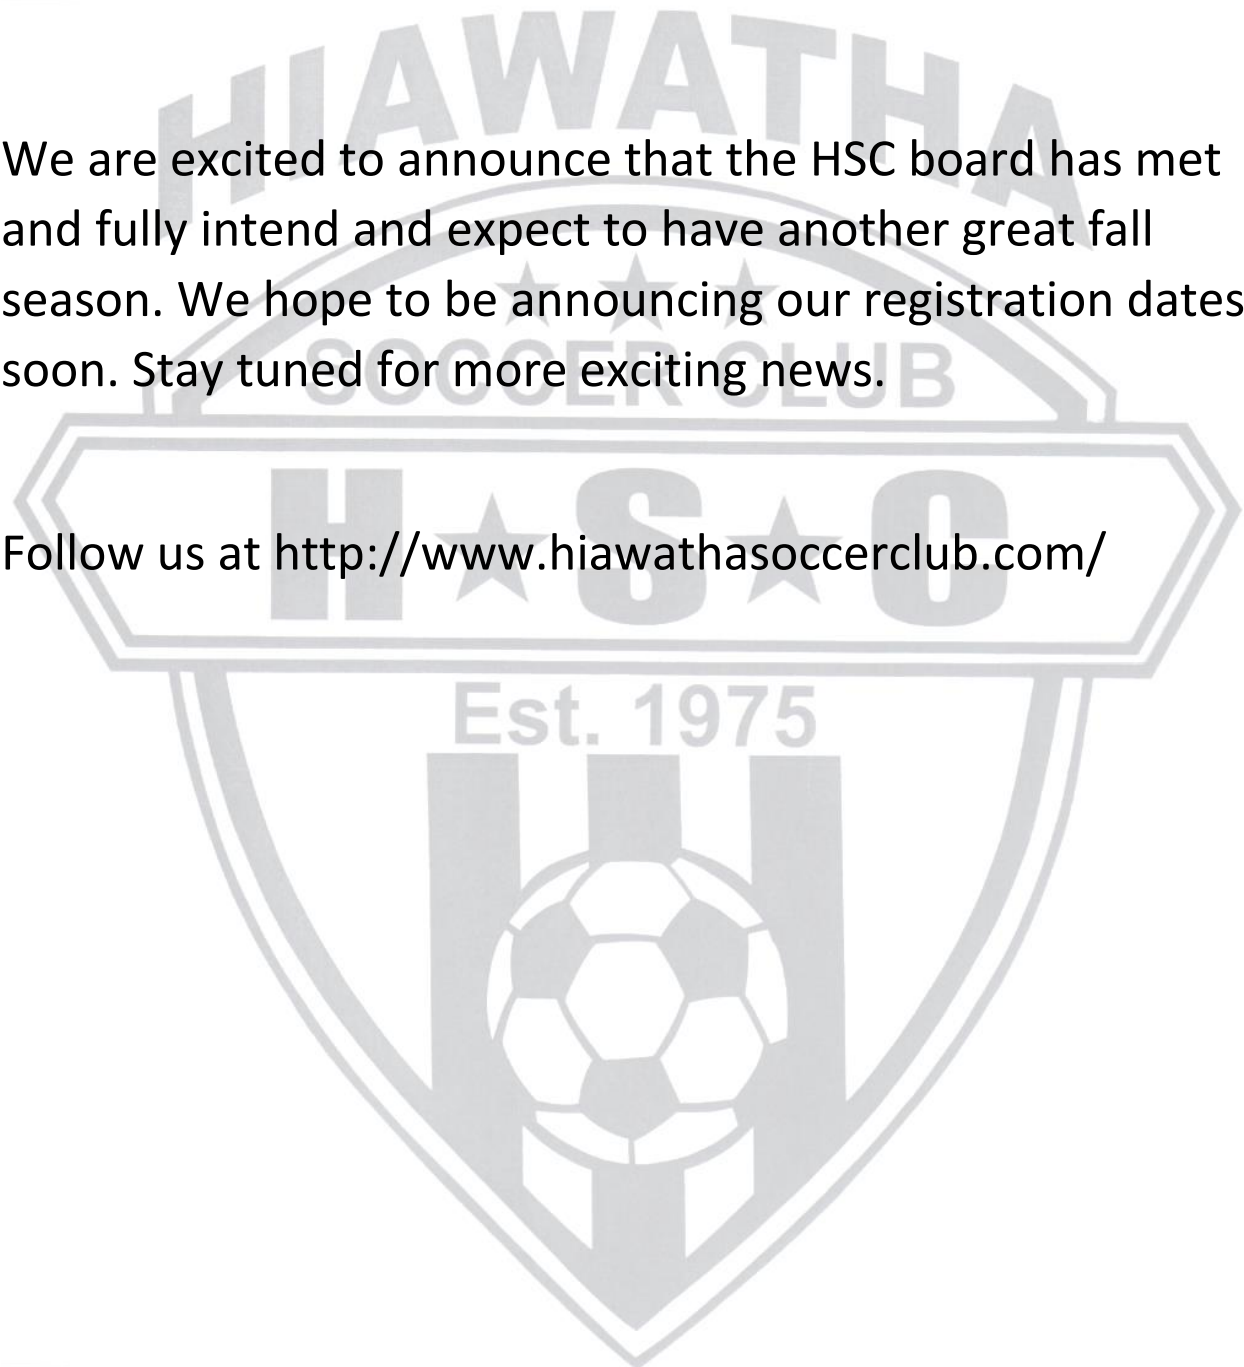 HIAWATHA
We are excited to announce that the HSC board has met
and fully intend and expect to have another great fall
season. We hope to be announcing our registration dates
soon. Stay tuned for more exciting news.
SOCCER CLUB
H★S★C
Follow us at http://www.hiawathasoccerclub.com/
Est. 1975